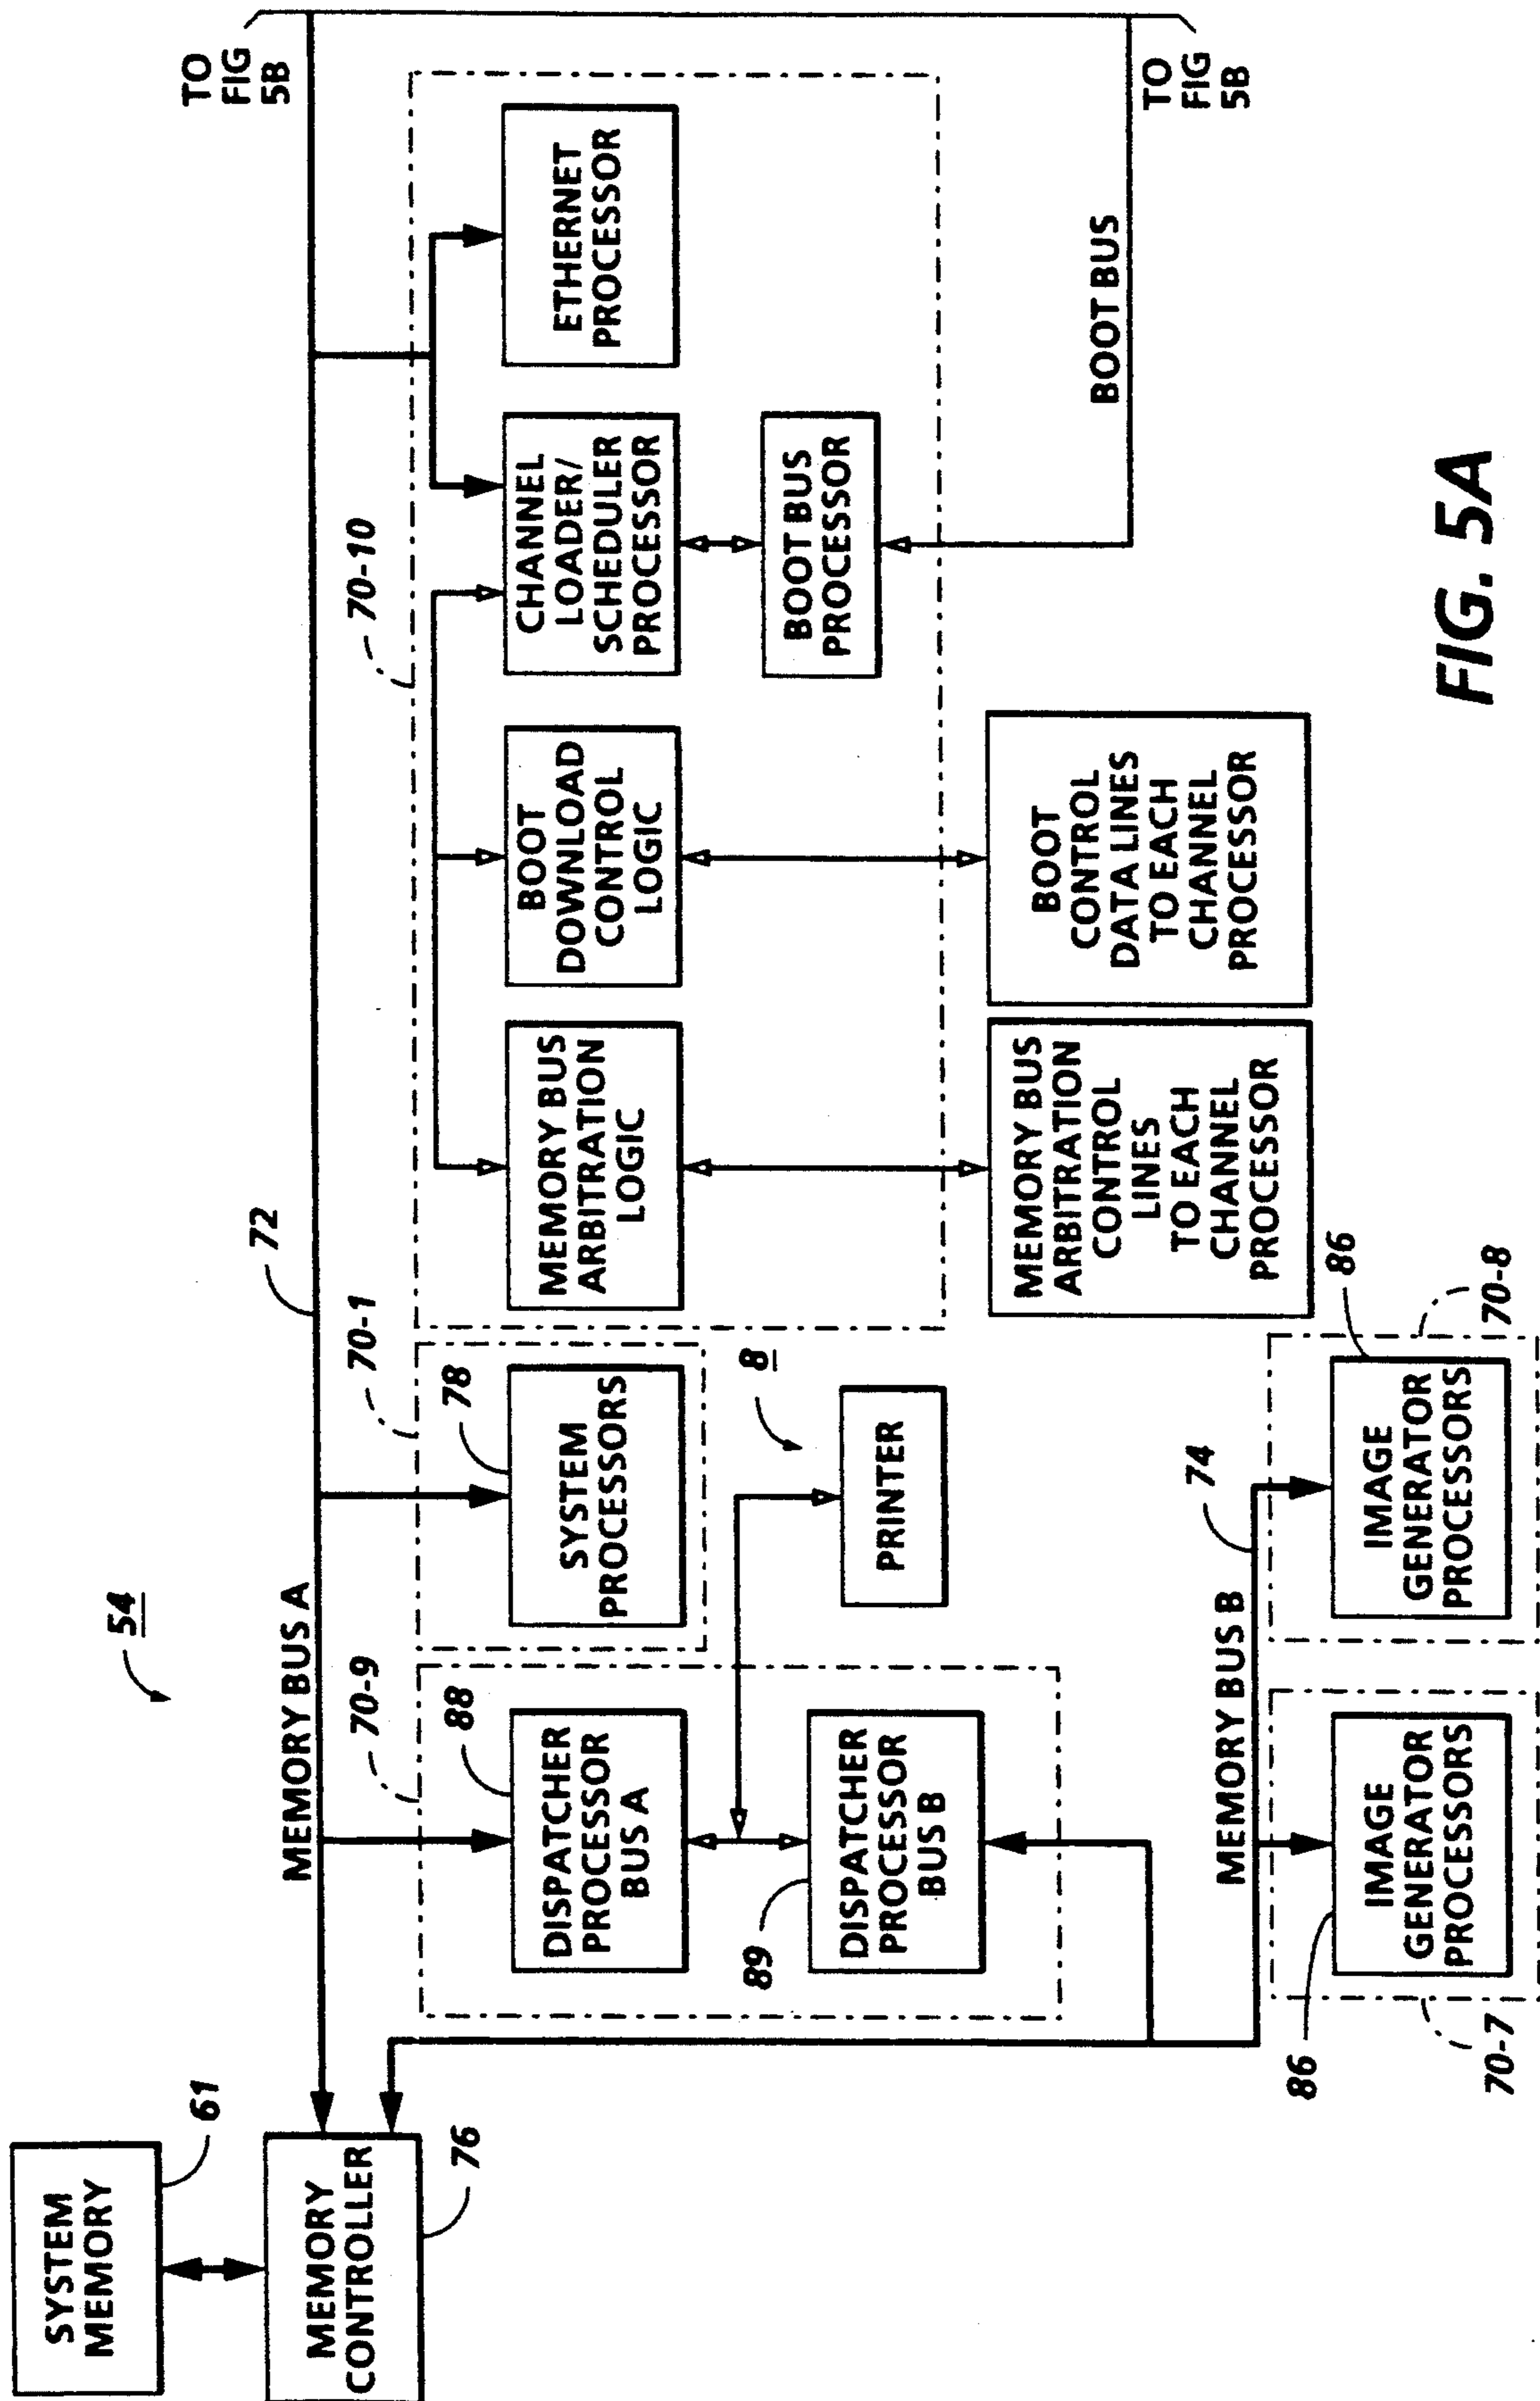 SYSTEM
MEMORY
61
MEMORY
CONTROLLER
76
54
MEMORY BUS A
72
TO
FIG
5B
70-9
88
DISPATCHER
PROCESSOR
BUS A
89
DISPATCHER
PROCESSOR
BUS B
70-1
78
SYSTEM
PROCESSORS
8
PRINTER
70-10
MEMORY BUS
ARBITRATION
LOGIC
BOOT
DOWNLOAD
CONTROL
LOGIC
CHANNEL
LOADER/
SCHEDULER
PROCESSOR
ETHERNET
PROCESSOR
BOOT BUS
PROCESSOR
MEMORY BUS
ARBITRATION
CONTROL
LINES
TO EACH
CHANNEL
PROCESSOR
BOOT
CONTROL
DATA LINES
TO EACH
CHANNEL
PROCESSOR
BOOT BUS
TO
FIG
5B
MEMORY BUS B
74
86
IMAGE
GENERATOR
PROCESSORS
70-7
86
IMAGE
GENERATOR
PROCESSORS
70-8
FIG. 5A